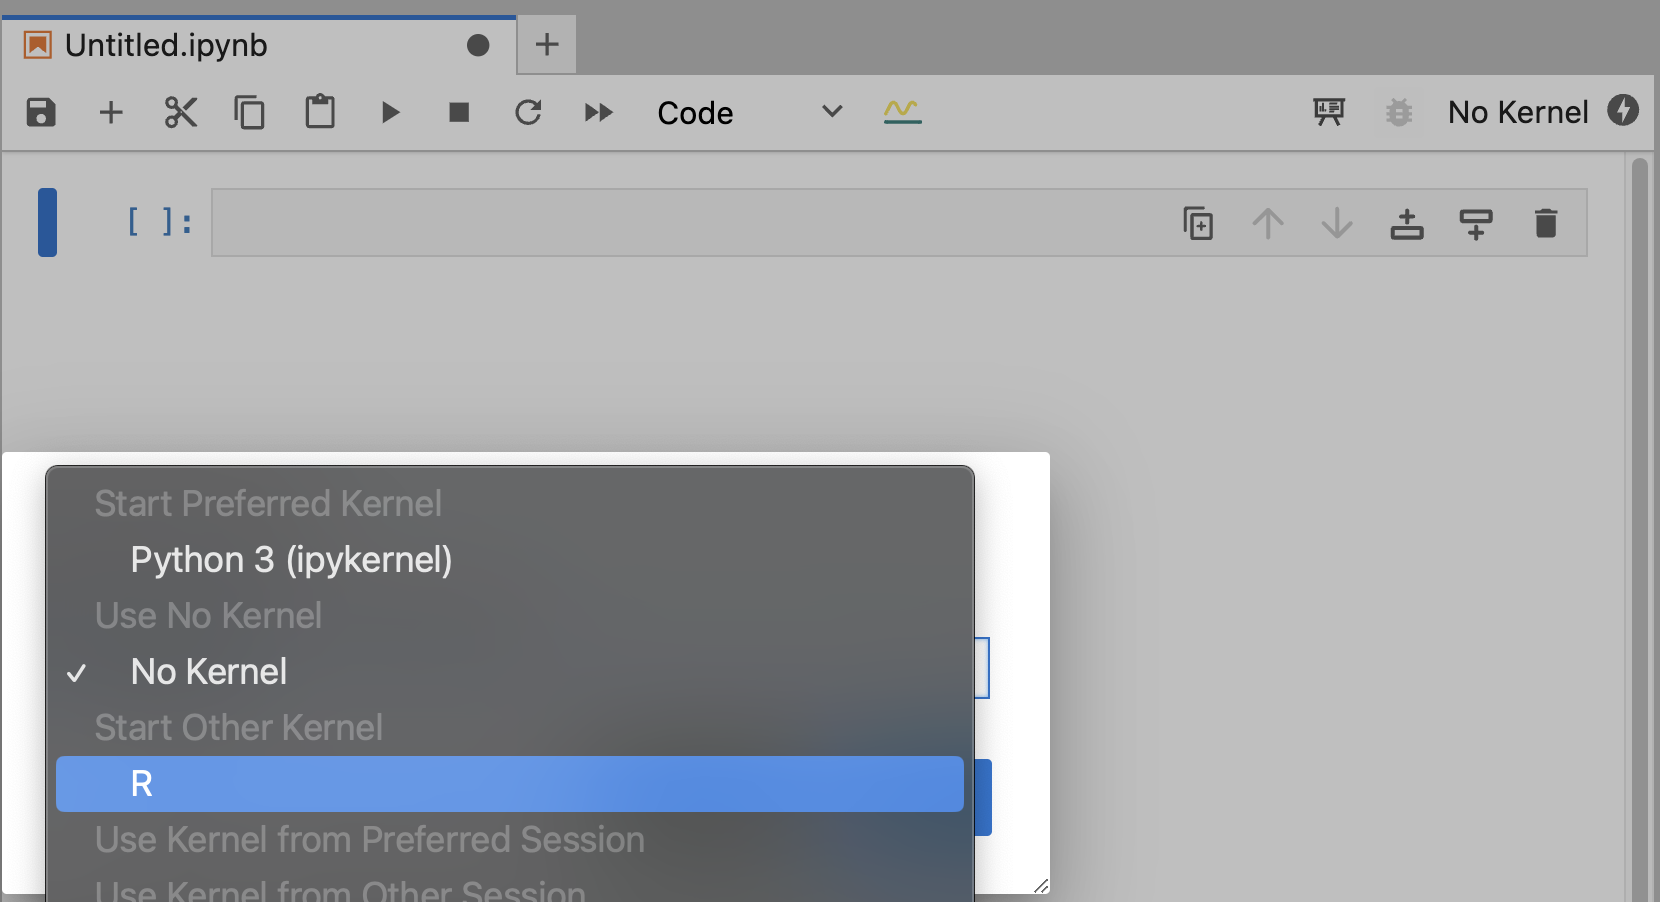 Untitled.ipynb
Code
No Kernel
[ ]:
Start Preferred Kernel
Python 3 (ipykernel)
Use No Kernel
✓ No Kernel
Start Other Kernel
R
Use Kernel from Preferred Session
Use Kernel from Other Session